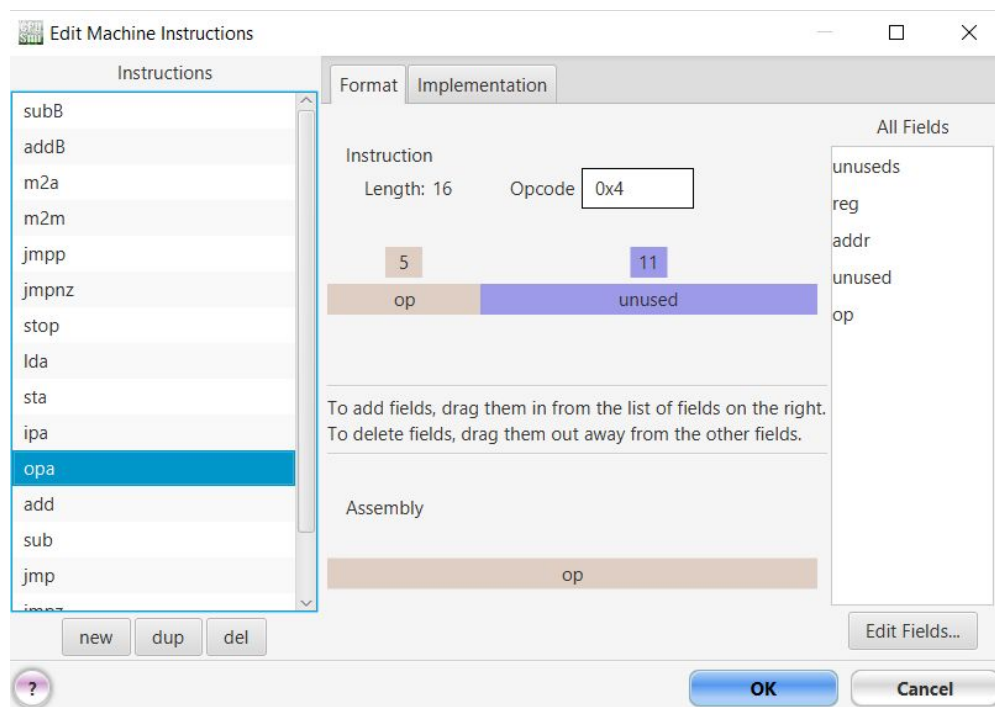 Edit Machine Instructions
Instructions
subB
addB
m2a
m2m
jmpp
jmpnz
stop
lda
sta
ipa
opa
add
sub
jmp
new dup del
Format Implementation
Instruction
Length: 16 Opcode 0x4
5 11
op unused
To add fields, drag them in from the list of fields on the right.
To delete fields, drag them out away from the other fields.
Assembly
op
All Fields
unuseds
reg
addr
unused
op
Edit Fields...
? OK Cancel